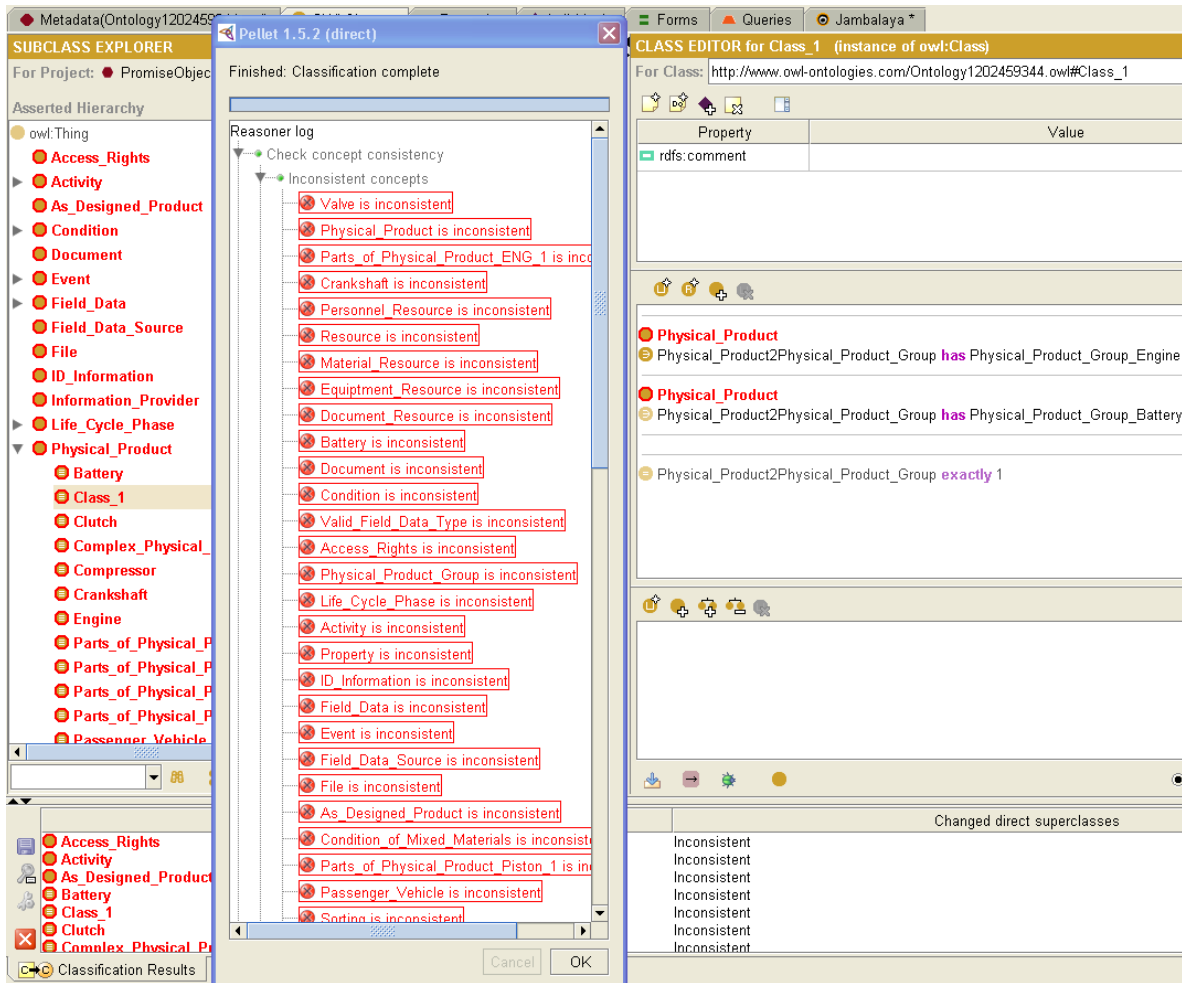 Metadata(Ontology120245
Forms
Queries
Jambalaya *
SUBCLASS EXPLORER
For Project: PromiseObjec
Asserted Hierarchy
owl:Thing
Access_Rights
Activity
As_Designed_Product
Condition
Document
Event
Field_Data
Field_Data_Source
File
ID_Information
Information_Provider
Life_Cycle_Phase
Physical_Product
Battery
Class_1
Clutch
Complex_Physical_
Compressor
Crankshaft
Engine
Parts_of_Physical_P
Parts_of_Physical_P
Parts_of_Physical_P
Parts_of_Physical_P
Passenger_Vehicle
Pellet 1.5.2 (direct)
Finished: Classification complete
Reasoner log
Check concept consistency
Inconsistent concepts
Valve is inconsistent
Physical_Product is inconsistent
Parts_of_Physical_Product_ENG_1 is inco
Crankshaft is inconsistent
Personnel_Resource is inconsistent
Resource is inconsistent
Material_Resource is inconsistent
Equiptment_Resource is inconsistent
Document_Resource is inconsistent
Battery is inconsistent
Document is inconsistent
Condition is inconsistent
Valid_Field_Data_Type is inconsistent
Access_Rights is inconsistent
Physical_Product_Group is inconsistent
Life_Cycle_Phase is inconsistent
Activity is inconsistent
Property is inconsistent
ID_Information is inconsistent
Field_Data is inconsistent
Event is inconsistent
Field_Data_Source is inconsistent
File is inconsistent
As_Designed_Product is inconsistent
Condition_of_Mixed_Materials is inconsiste
Parts_of_Physical_Product_Piston_1 is in
Passenger_Vehicle is inconsistent
Sorting is inconsistent
Cancel OK
CLASS EDITOR for Class_1 (instance of owl:Class)
For Class: http://www.owl-ontologies.com/Ontology1202459344.owl#Class_1
Property Value
rdfs:comment
Physical_Product
Physical_Product2Physical_Product_Group has Physical_Product_Group_Engine
Physical_Product
Physical_Product2Physical_Product_Group has Physical_Product_Group_Battery
Physical_Product2Physical_Product_Group exactly 1
Changed direct superclasses
Access_Rights Inconsistent
Activity Inconsistent
As_Designed_Product Inconsistent
Battery Inconsistent
Class_1 Inconsistent
Clutch Inconsistent
Complex_Physical_Pr Inconsistent
Classification Results